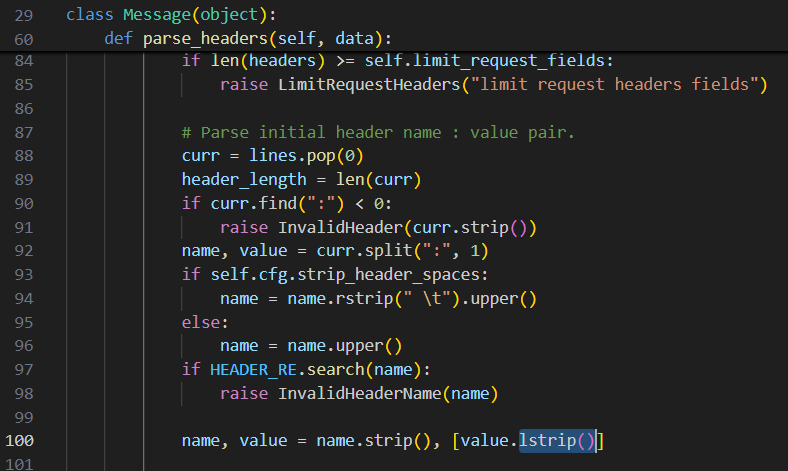 29 class Message(object):
60 def parse_headers(self, data):
84 if len(headers) >= self.limit_request_fields:
85 raise LimitRequestHeaders("limit request headers fields")
86
87 # Parse initial header name : value pair.
88 curr = lines.pop(0)
89 header_length = len(curr)
90 if curr.find(":") < 0:
91 raise InvalidHeader(curr.strip())
92 name, value = curr.split(":", 1)
93 if self.cfg.strip_header_spaces:
94 name = name.rstrip(" \t").upper()
95 else:
96 name = name.upper()
97 if HEADER_RE.search(name):
98 raise InvalidHeaderName(name)
99
100 name, value = name.strip(), [value.lstrip()]
101